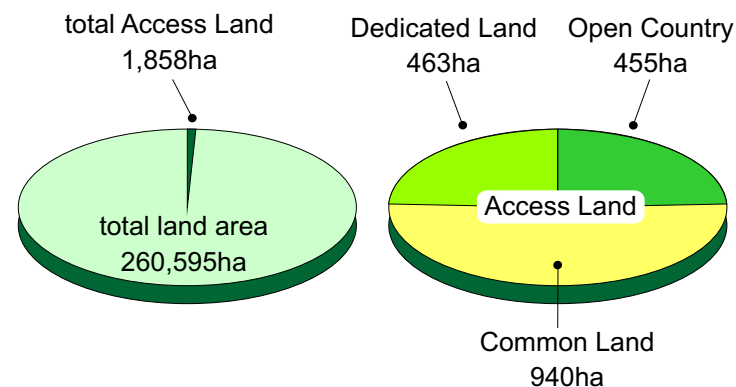 total Access Land
1,858ha
Dedicated Land
463ha
Open Country
455ha
total land area
260,595ha
Access Land
Common Land
940ha